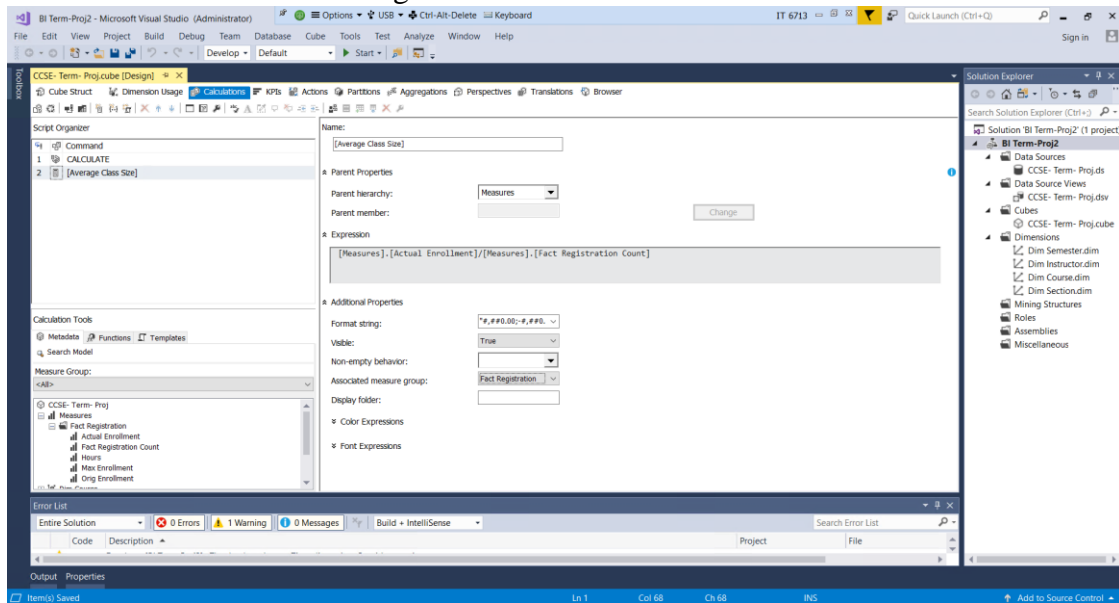 BI Term-Proj2 - Microsoft Visual Studio (Administrator)
Options USB Ctrl-Alt-Delete Keyboard
IT 6713
Quick Launch (Ctrl+Q)
File Edit View Project Build Debug Team Database Cube Tools Test Analyze Window Help
Sign in
Develop Default Start
Toolbox
CCSE- Term- Proj.cube [Design]
Cube Struct Dimension Usage Calculations KPIs Actions Partitions Aggregations Perspectives Translations Browser
Script Organizer
Command
1 CALCULATE
2 [Average Class Size]
Calculation Tools
Metadata Functions Templates
Search Model
Measure Group:
<All>
CCSE- Term- Proj
Measures
Fact Registration
Actual Enrollment
Fact Registration Count
Hours
Max Enrollment
Orig Enrollment
Dim Course
Name:
[Average Class Size]
Parent Properties
Parent hierarchy: Measures
Parent member: Change
Expression
[Measures].[Actual Enrollment]/[Measures].[Fact Registration Count]
Additional Properties
Format string: "#,##0.00;-#,##0.
Visible: True
Non-empty behavior:
Associated measure group: Fact Registration
Display folder:
Color Expressions
Font Expressions
Solution Explorer
Search Solution Explorer (Ctrl+;)
Solution 'BI Term-Proj2' (1 project
BI Term-Proj2
Data Sources
CCSE- Term- Proj.ds
Data Source Views
CCSE- Term- Proj.dsv
Cubes
CCSE- Term- Proj.cube
Dimensions
Dim Semester.dim
Dim Instructor.dim
Dim Course.dim
Dim Section.dim
Mining Structures
Roles
Assemblies
Miscellaneous
Error List
Entire Solution 0 Errors 1 Warning 0 Messages Build + IntelliSense Search Error List
Code Description Project File
Output Properties
Item(s) Saved Ln 1 Col 68 Ch 68 INS Add to Source Control